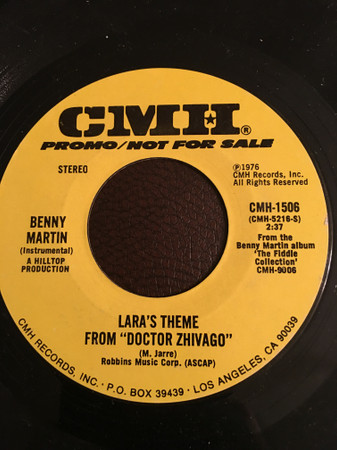 CMH®
PROMO/NOT FOR SALE
STEREO
℗1976
CMH Records, Inc.
All Rights Reserved
BENNY
MARTIN
(Instrumental)
A HILLTOP
PRODUCTION
CMH-1506
(CMH-5216-S)
2:37
From the
Benny Martin album
'The Fiddle
Collection'
CMH-9006
LARA'S THEME
FROM "DOCTOR ZHIVAGO"
(M. Jarre)
Robbins Music Corp. (ASCAP)
CMH RECORDS, INC. · P.O. BOX 39439 · LOS ANGELES, CA 90039